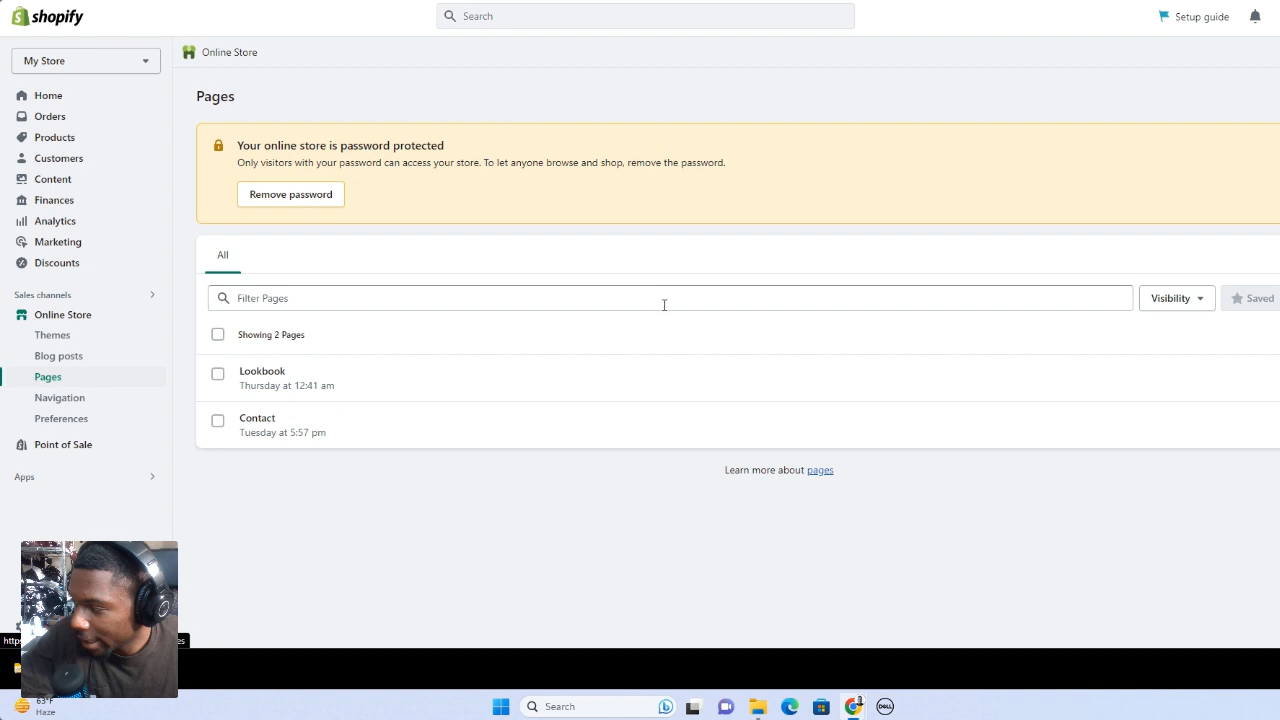 shopify
Search
Setup guide
My Store
Online Store
Home
Orders
Products
Customers
Content
Finances
Analytics
Marketing
Discounts
Sales channels
Online Store
Themes
Blog posts
Pages
Navigation
Preferences
Point of Sale
Apps
Pages
Your online store is password protected
Only visitors with your password can access your store. To let anyone browse and shop, remove the password.
Remove password
All
Filter Pages
Visibility
Saved
Showing 2 Pages
Lookbook
Thursday at 12:41 am
Contact
Tuesday at 5:57 pm
Learn more about pages
63°F
Haze
Search
DELL